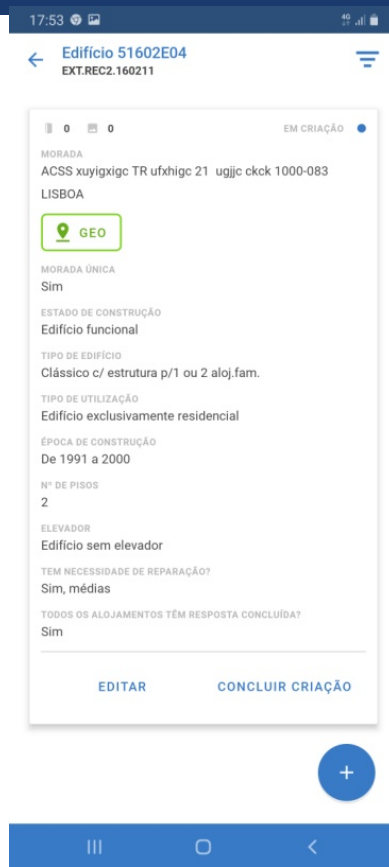 17:53
4G
Edifício 51602E04
EXT.REC2.160211
0 0 EM CRIAÇÃO
MORADA
ACSS xuyigxigc TR ufxhigc 21 ugjjc ckck 1000-083
LISBOA
GEO
MORADA ÚNICA
Sim
ESTADO DE CONSTRUÇÃO
Edifício funcional
TIPO DE EDIFÍCIO
Clássico c/ estrutura p/1 ou 2 aloj.fam.
TIPO DE UTILIZAÇÃO
Edifício exclusivamente residencial
ÉPOCA DE CONSTRUÇÃO
De 1991 a 2000
Nº DE PISOS
2
ELEVADOR
Edifício sem elevador
TEM NECESSIDADE DE REPARAÇÃO?
Sim, médias
TODOS OS ALOJAMENTOS TÊM RESPOSTA CONCLUÍDA?
Sim
EDITAR CONCLUIR CRIAÇÃO
+